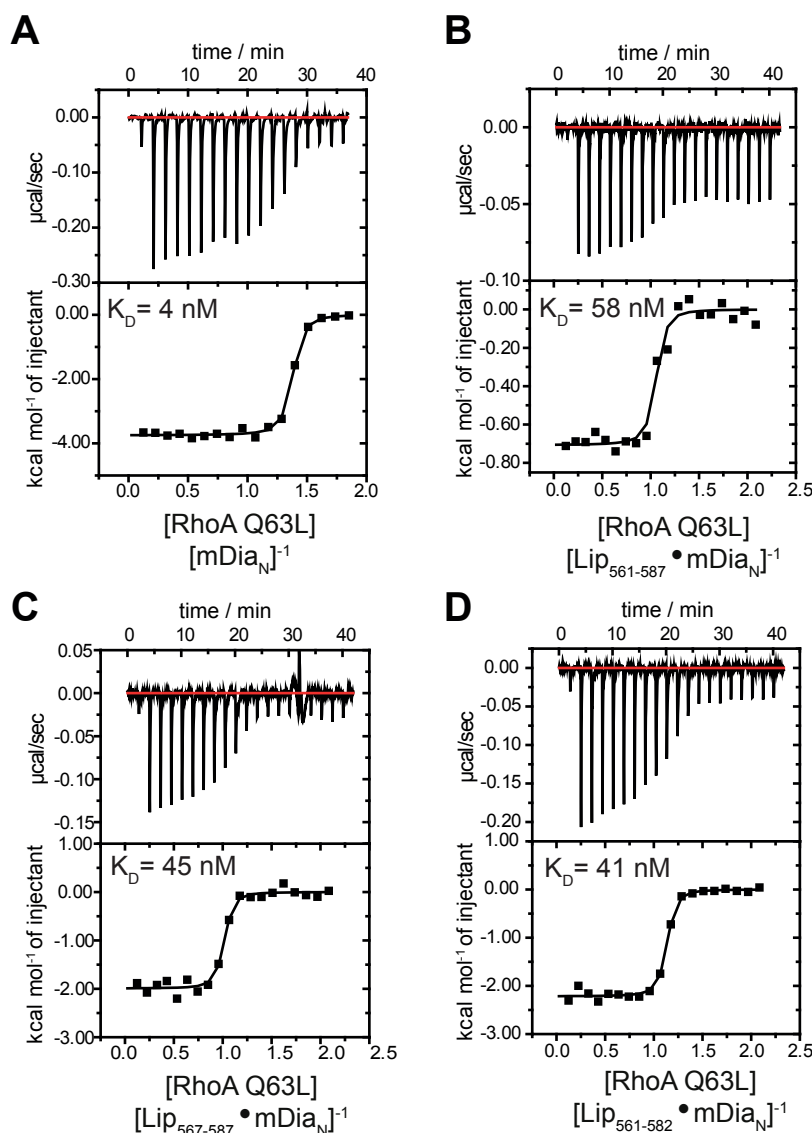 A
time / min
0 10 20 30 40
0.00
-0.10
-0.20
-0.30
µcal/sec
K_D= 4 nM
0.00
-2.00
-4.00
kcal mol⁻¹ of injectant
0.0 0.5 1.0 1.5 2.0
[RhoA Q63L]
[mDia_N]⁻¹
B
time / min
0 10 20 30 40
0.00
-0.05
-0.10
µcal/sec
K_D= 58 nM
0.00
-0.20
-0.40
-0.60
-0.80
kcal mol⁻¹ of injectant
0.0 0.5 1.0 1.5 2.0 2.5
[RhoA Q63L]
[Lip₅₆₁₋₅₈₇ • mDia_N]⁻¹
C
time / min
0 10 20 30 40
0.05
0.00
-0.05
-0.10
-0.15
µcal/sec
1.00
K_D= 45 nM
0.00
-1.00
-2.00
-3.00
kcal mol⁻¹ of injectant
0.0 0.5 1.0 1.5 2.0 2.5
[RhoA Q63L]
[Lip₅₆₇₋₅₈₇ • mDia_N]⁻¹
D
time / min
0 10 20 30 40
0.00
-0.05
-0.10
-0.15
-0.20
µcal/sec
1.00
K_D= 41 nM
0.00
-1.00
-2.00
-3.00
kcal mol⁻¹ of injectant
0.0 0.5 1.0 1.5 2.0 2.5
[RhoA Q63L]
[Lip₅₆₁₋₅₈₂ • mDia_N]⁻¹